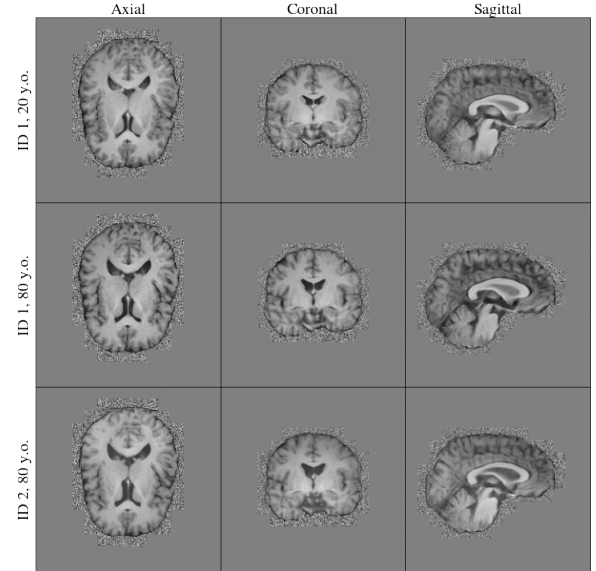 Axial Coronal Sagittal
ID 1, 20 y.o.
ID 1, 80 y.o.
ID 2, 80 y.o.